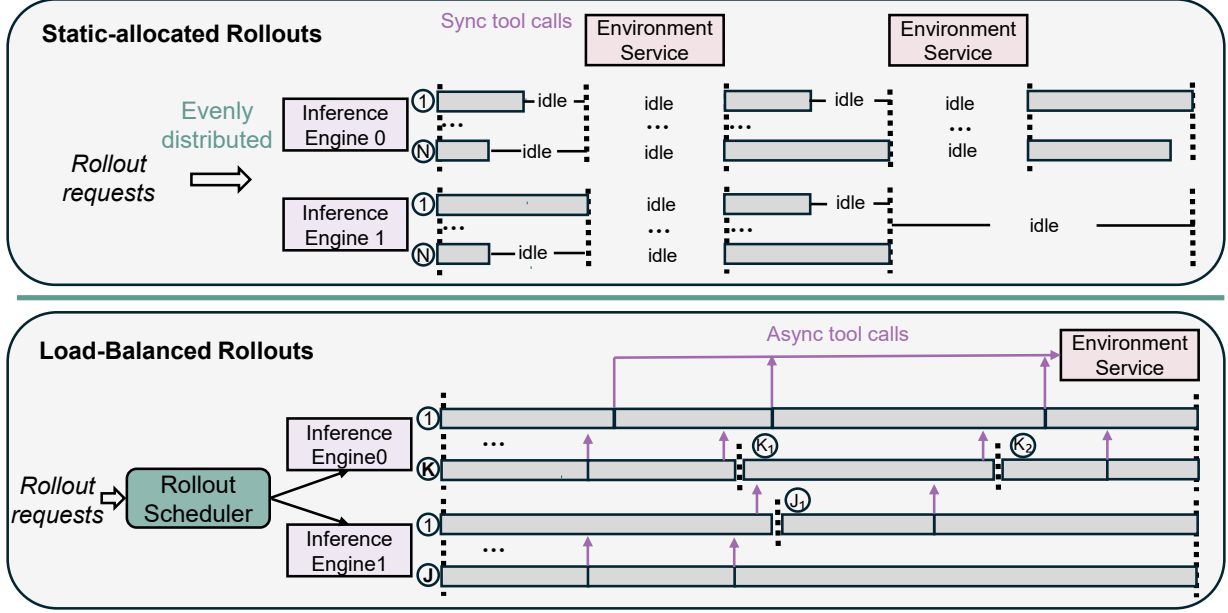 Static-allocated Rollouts
Sync tool calls
Environment
Service
Environment
Service
Evenly
distributed
Rollout
requests
Inference
Engine 0
1
idle
idle
idle
idle
...
...
...
...
N
idle
idle
idle
Inference
Engine 1
1
idle
idle
...
...
...
idle
N
idle
idle
Load-Balanced Rollouts
Async tool calls
Environment
Service
Rollout
requests
Rollout
Scheduler
Inference
Engine0
1
...
K1
K2
K
Inference
Engine1
J1
1
...
J